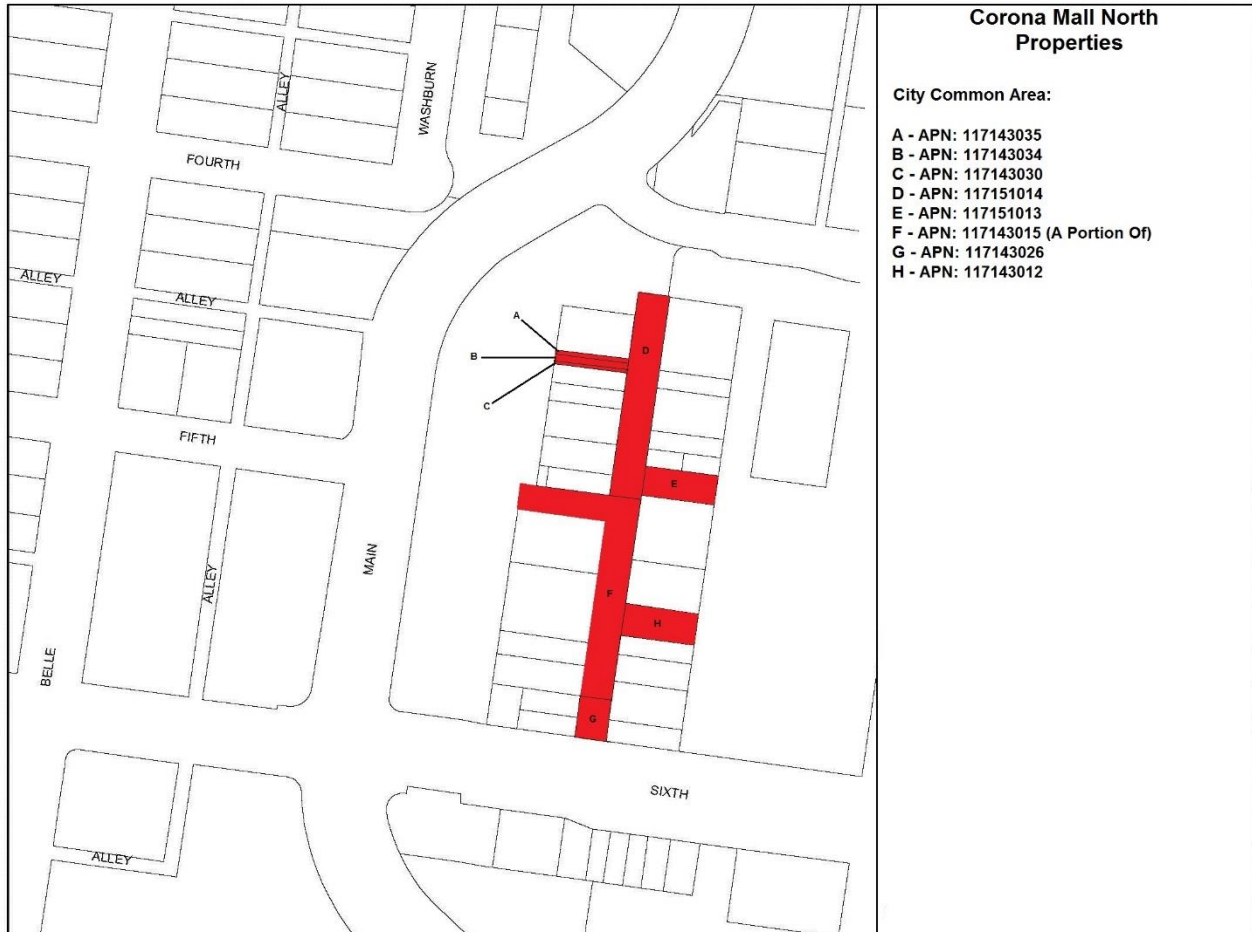 Corona Mall North
Properties
City Common Area:
A - APN: 117143035
B - APN: 117143034
C - APN: 117143030
D - APN: 117151014
E - APN: 117151013
F - APN: 117143015 (A Portion Of)
G - APN: 117143026
H - APN: 117143012
ALLEY
WASHBURN
FOURTH
ALLEY
ALLEY
A
B
C
D
FIFTH
E
MAIN
ALLEY
F
H
BELLE
G
SIXTH
ALLEY